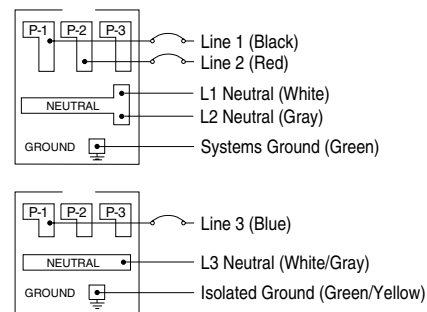 P-1 P-2 P-3
Line 1 (Black)
Line 2 (Red)
L1 Neutral (White)
NEUTRAL
L2 Neutral (Gray)
GROUND
Systems Ground (Green)
P-1 P-2 P-3
Line 3 (Blue)
NEUTRAL
L3 Neutral (White/Gray)
GROUND
Isolated Ground (Green/Yellow)